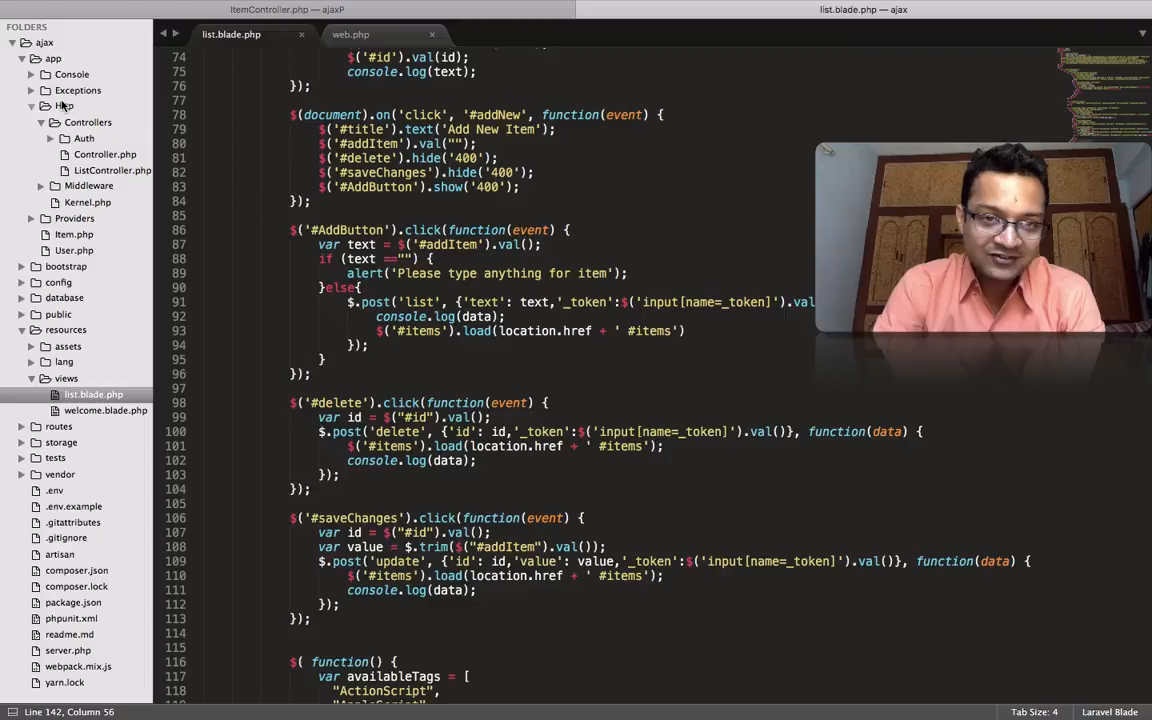 ItemController.php — ajaxP
list.blade.php — ajax
FOLDERS
ajax
app
Console
Exceptions
Controllers
Auth
Controller.php
ListController.php
Middleware
Kernel.php
Providers
Item.php
User.php
bootstrap
config
database
public
resources
assets
lang
views
list.blade.php
welcome.blade.php
routes
storage
tests
vendor
.env
.env.example
.gitattributes
.gitignore
artisan
composer.json
composer.lock
package.json
phpunit.xml
readme.md
server.php
webpack.mix.js
yarn.lock
list.blade.php ×
web.php ×
74 $('#id').val(id);
75 console.log(text);
76 });
77
78 $(document).on('click', '#addNew', function(event) {
79 $('#title').text('Add New Item');
80 $('#addItem').val("");
81 $('#delete').hide('400');
82 $('#saveChanges').hide('400');
83 $('#AddButton').show('400');
84 });
85
86 $('#AddButton').click(function(event) {
87 var text = $('#addItem').val();
88 if (text =="") {
89 alert('Please type anything for item');
90 }else{
91 $.post('list', {'text': text,'_token':$('input[name=_token]').val
92 console.log(data);
93 $('#items').load(location.href + ' #items')
94 });
95 }
96 });
97
98 $('#delete').click(function(event) {
99 var id = $("#id").val();
100 $.post('delete', {'id': id,'_token':$('input[name=_token]').val()}, function(data) {
101 $('#items').load(location.href + ' #items');
102 console.log(data);
103 });
104 });
105
106 $('#saveChanges').click(function(event) {
107 var id = $("#id").val();
108 var value = $.trim($("#addItem").val());
109 $.post('update', {'id': id,'value': value,'_token':$('input[name=_token]').val()}, function(data) {
110 $('#items').load(location.href + ' #items');
111 console.log(data);
112 });
113 });
114
115
116 $( function() {
117 var availableTags = [
118 "ActionScript",
Line 142, Column 56
Tab Size: 4
Laravel Blade